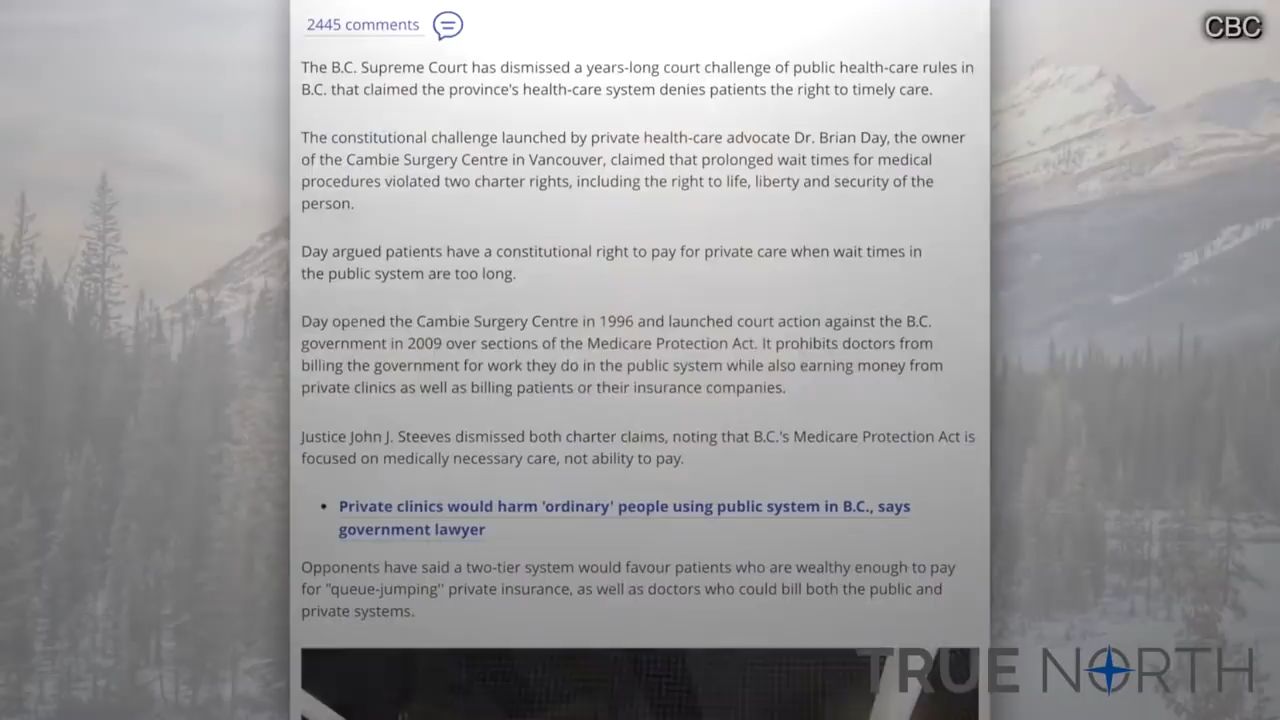 2445 comments
CBC
The B.C. Supreme Court has dismissed a years-long court challenge of public health-care rules in
B.C. that claimed the province's health-care system denies patients the right to timely care.
The constitutional challenge launched by private health-care advocate Dr. Brian Day, the owner
of the Cambie Surgery Centre in Vancouver, claimed that prolonged wait times for medical
procedures violated two charter rights, including the right to life, liberty and security of the
person.
Day argued patients have a constitutional right to pay for private care when wait times in
the public system are too long.
Day opened the Cambie Surgery Centre in 1996 and launched court action against the B.C.
government in 2009 over sections of the Medicare Protection Act. It prohibits doctors from
billing the government for work they do in the public system while also earning money from
private clinics as well as billing patients or their insurance companies.
Justice John J. Steeves dismissed both charter claims, noting that B.C.'s Medicare Protection Act is
focused on medically necessary care, not ability to pay.
• Private clinics would harm 'ordinary' people using public system in B.C., says
government lawyer
Opponents have said a two-tier system would favour patients who are wealthy enough to pay
for "queue-jumping" private insurance, as well as doctors who could bill both the public and
private systems.
TRUE NORTH